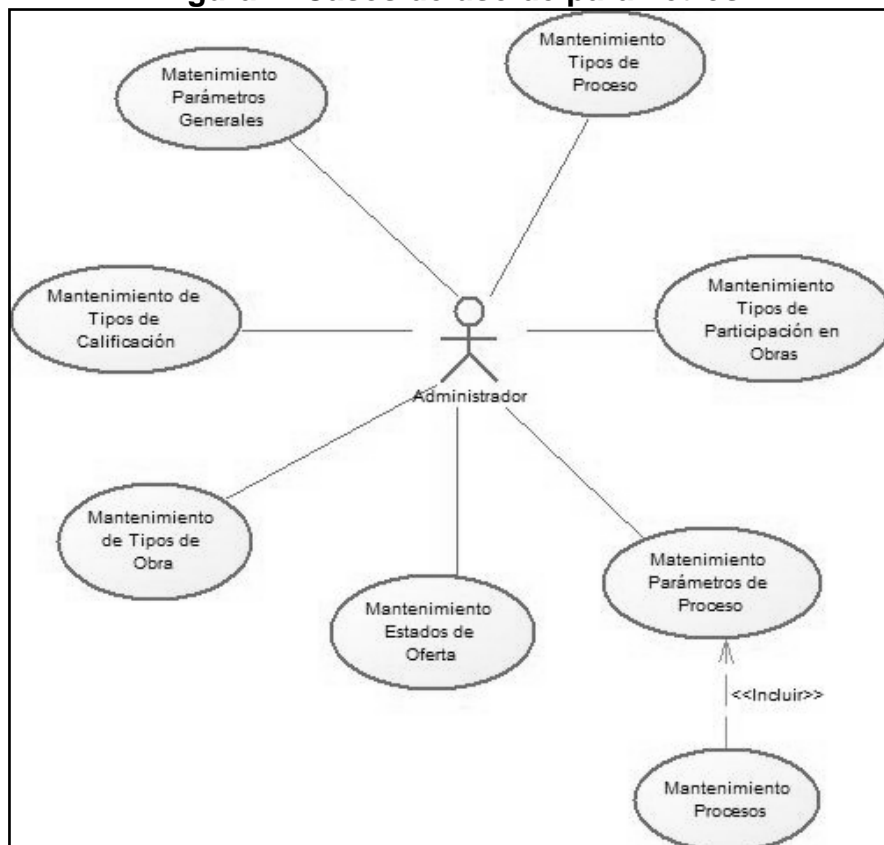 Matenimiento
Parámetros
Generales
Mantenimiento
Tipos de
Proceso
Mantenimiento de
Tipos de
Calificación
Mantenimiento
Tipos de
Participación en
Obras
Administrador
Mantenimiento
de Tipos de
Obra
Mantenimiento
Estados de
Oferta
Matenimiento
Parámetros de
Proceso
<<Incluir>>
Mantenimiento
Procesos